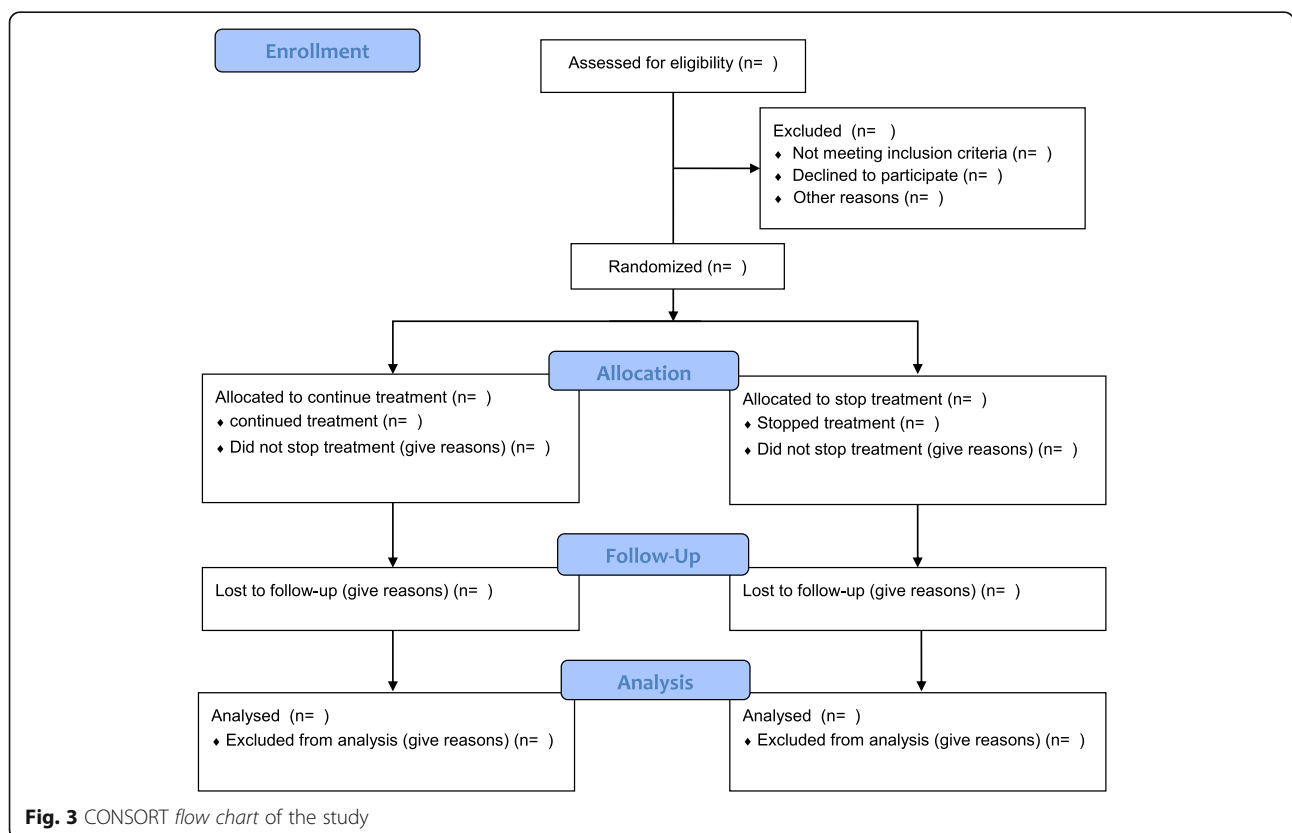 Enrollment
Assessed for eligibility (n= )
Excluded (n= )
♦ Not meeting inclusion criteria (n= )
♦ Declined to participate (n= )
♦ Other reasons (n= )
Randomized (n= )
Allocation
Allocated to continue treatment (n= )
♦ continued treatment (n= )
♦ Did not stop treatment (give reasons) (n= )
Allocated to stop treatment (n= )
♦ Stopped treatment (n= )
♦ Did not stop treatment (give reasons) (n= )
Follow-Up
Lost to follow-up (give reasons) (n= )
Lost to follow-up (give reasons) (n= )
Analysis
Analysed (n= )
♦ Excluded from analysis (give reasons) (n= )
Analysed (n= )
♦ Excluded from analysis (give reasons) (n= )
Fig. 3 CONSORT flow chart of the study